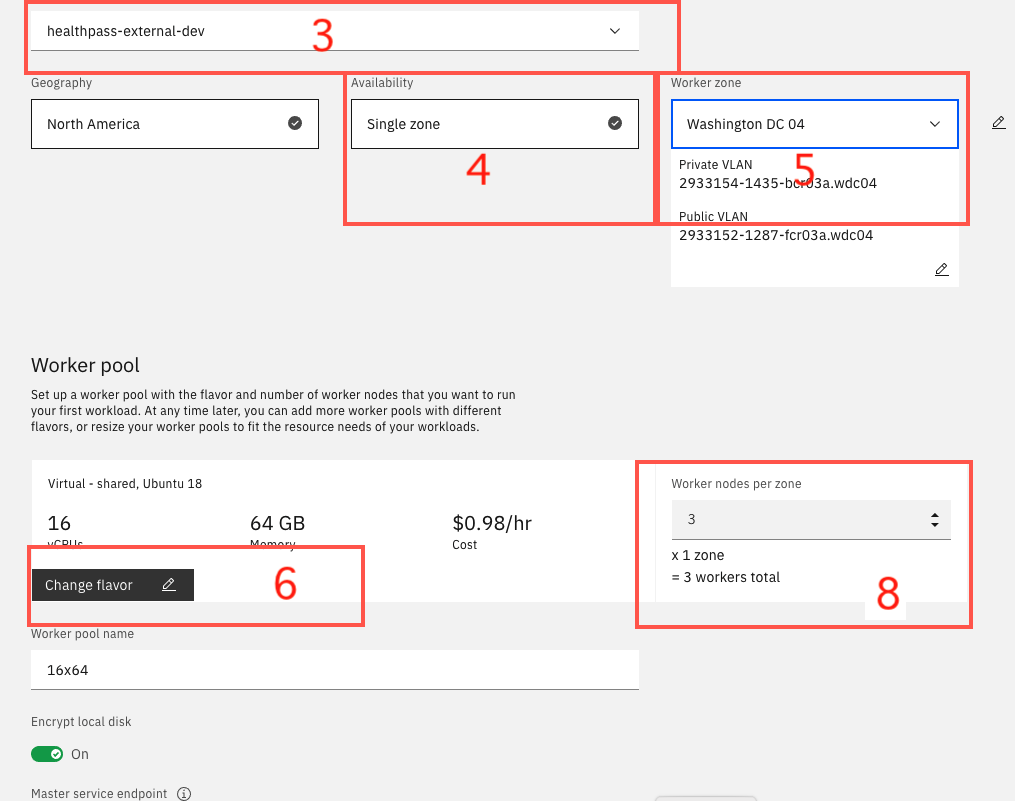 healthpass-external-dev
3
Geography
Availability
Worker zone
North America
Single zone
Washington DC 04
4
5
Private VLAN
2933154-1435-bcr03a.wdc04
Public VLAN
2933152-1287-fcr03a.wdc04
Worker pool
Set up a worker pool with the flavor and number of worker nodes that you want to run
your first workload. At any time later, you can add more worker pools with different
flavors, or resize your worker pools to fit the resource needs of your workloads.
Virtual - shared, Ubuntu 18
16
vCPUs
64 GB
Memory
$0.98/hr
Cost
Change flavor
6
Worker nodes per zone
3
x 1 zone
= 3 workers total
8
Worker pool name
16x64
Encrypt local disk
On
Master service endpoint